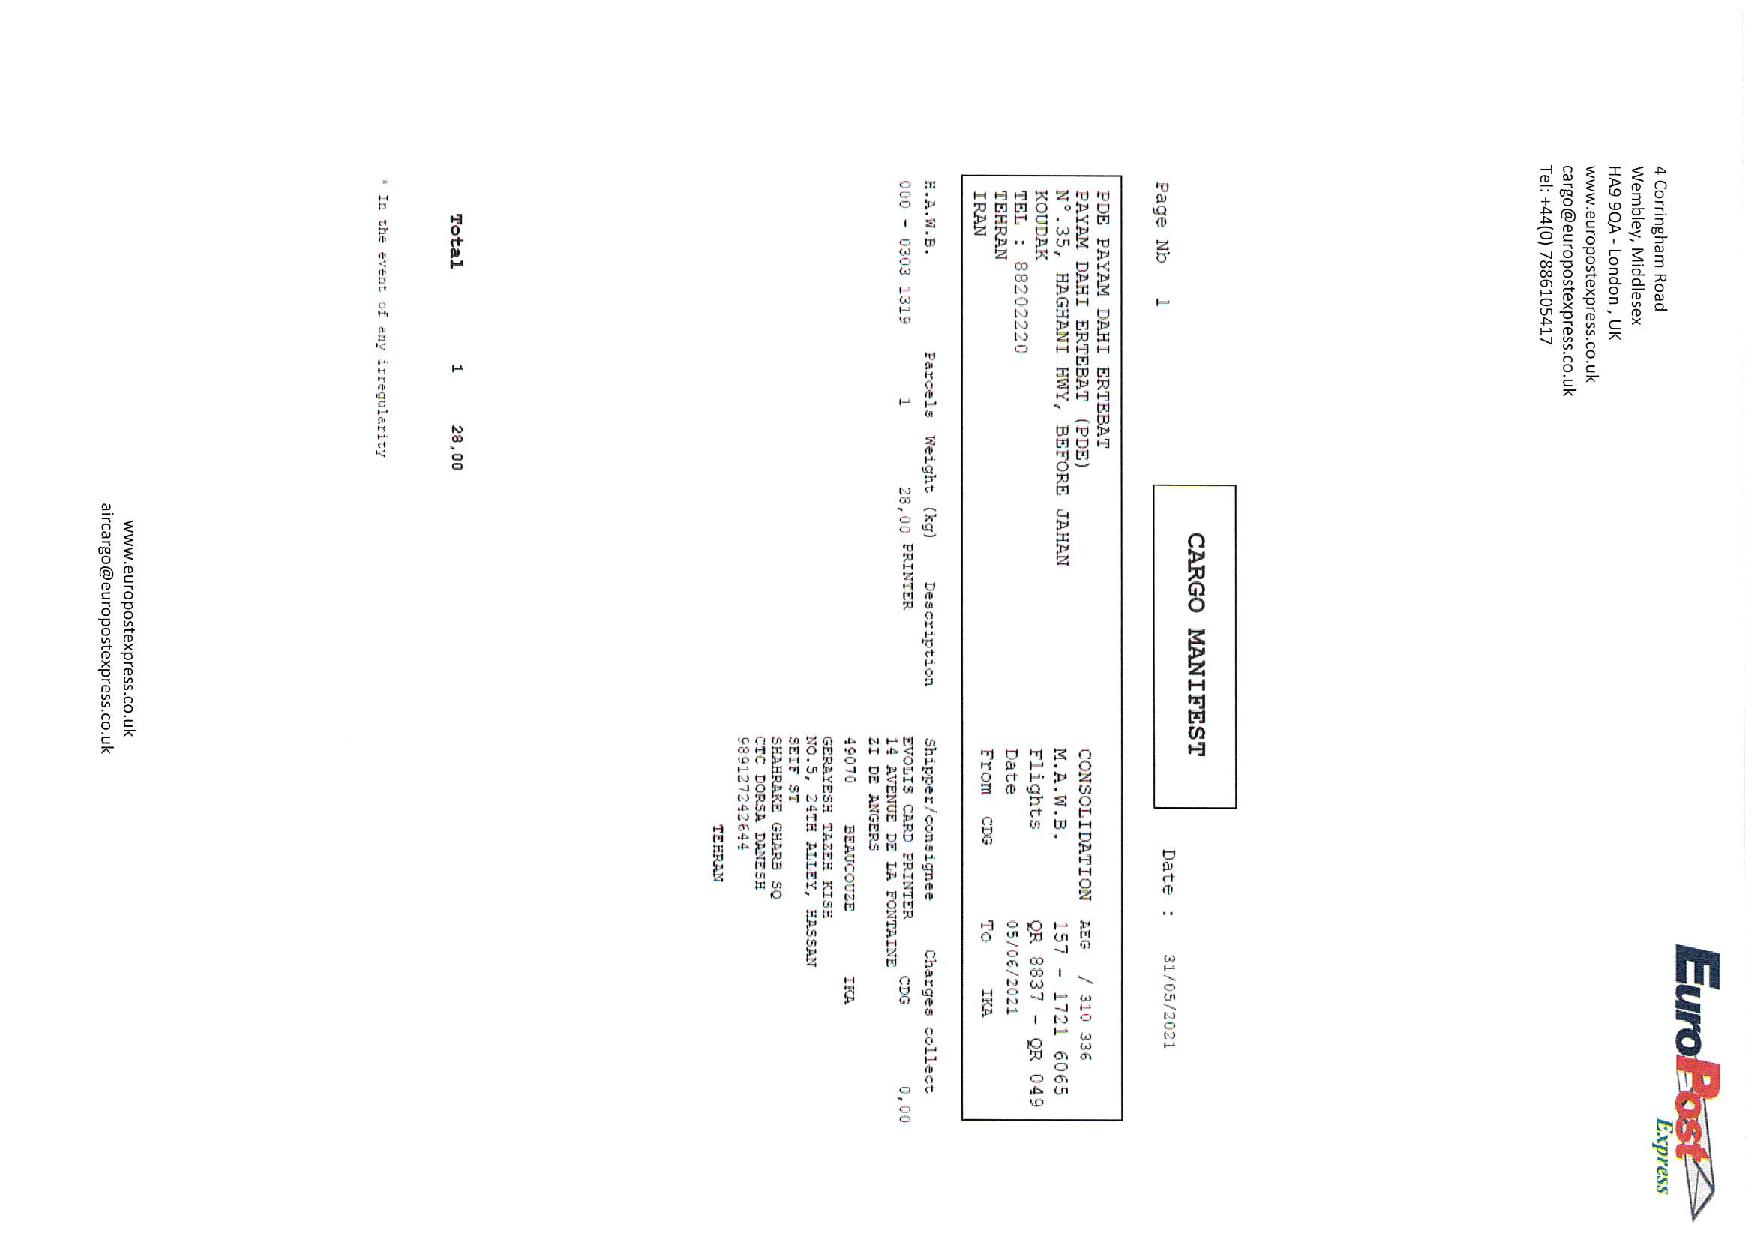 EuroPost
Express
4 Corringham Road
Wembley, Middlesex
HA9 9QA - London , UK
www.europostexpress.co.uk
cargo@europostexpress.co.uk
Tel: +44(0) 7886105417
CARGO MANIFEST
Page Nb 1
Date : 31/05/2021
PDE PAYAM DAHI ERTEBAT
PAYAM DAHI ERTEBAT (PDE)
N°.35, HAGHANI HWY, BEFORE JAHAN
KOUDAK
TEL : 88202220
TEHRAN
IRAN
CONSOLIDATION AEG / 310 336
M.A.W.B. 157 - 1721 6065
Flights QR 8837 - QR 049
Date 05/06/2021
From CDG To IKA
H.A.W.B. Parcels Weight (kg) Description Shipper/consignee Charges collect
000 - 0303 1319 1 28,00 PRINTER EVOLIS CARD PRINTER CDG 0,00
14 AVENUE DE LA FONTAINE
ZI DE ANGERS
49070 BEAUCOUZE IKA
GERAYESH TAZEH KISH
NO.5, 24TH ALLEY, HASSAN
SEIF ST
SHAHRAKE GHARB SQ
CTC DORSA DANESH
989127242644
TEHRAN
Total 1 28,00
* In the event of any irregularity
www.europostexpress.co.uk
aircargo@europostexpress.co.uk